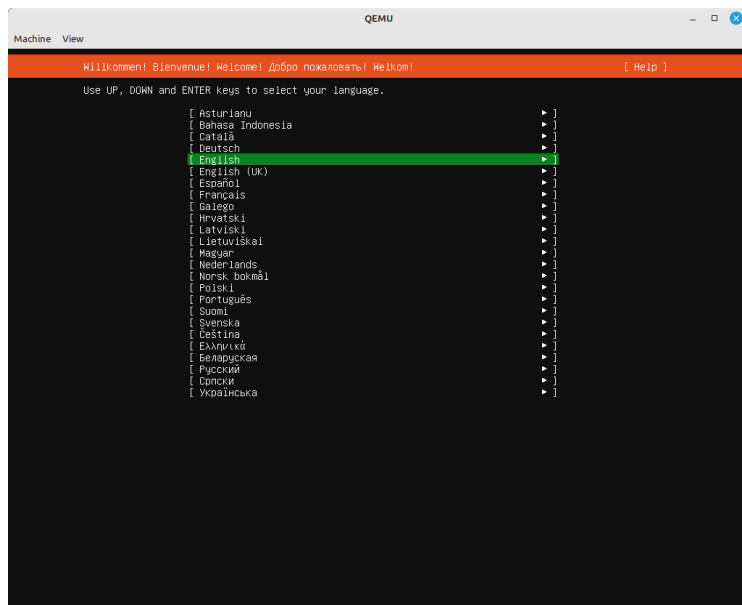 QEMU
Machine View
Willkommen! Bienvenue! Welcome! Добро пожаловать! Welkom! [ Help ]
Use UP, DOWN and ENTER keys to select your language.
[ Asturianu ► ]
[ Bahasa Indonesia ► ]
[ Català ► ]
[ Deutsch ► ]
[ English ► ]
[ English (UK) ► ]
[ Español ► ]
[ Français ► ]
[ Galego ► ]
[ Hrvatski ► ]
[ Latviski ► ]
[ Lietuviškai ► ]
[ Magyar ► ]
[ Nederlands ► ]
[ Norsk bokmål ► ]
[ Polski ► ]
[ Português ► ]
[ Suomi ► ]
[ Svenska ► ]
[ Čeština ► ]
[ Ελληνικά ► ]
[ Беларуская ► ]
[ Русский ► ]
[ Српски ► ]
[ Українська ► ]